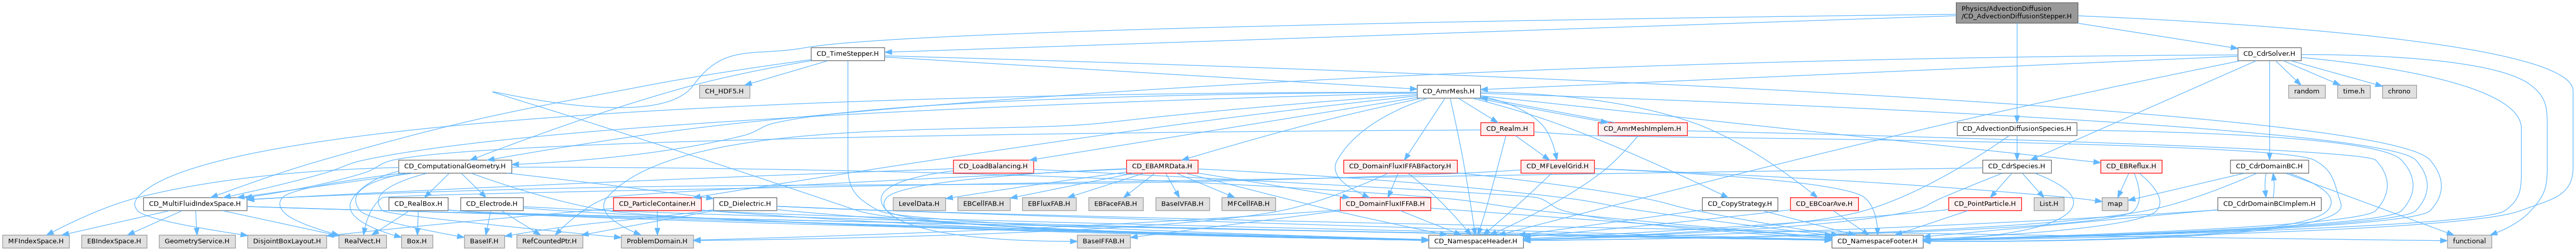 Physics/AdvectionDiffusion
/CD_AdvectionDiffusionStepper.H
CD_TimeStepper.H
CD_CdrSolver.H
CH_HDF5.H
CD_AmrMesh.H
random
time.h
chrono
CD_Realm.H
CD_AmrMeshImplem.H
CD_AdvectionDiffusionSpecies.H
CD_ComputationalGeometry.H
CD_LoadBalancing.H
CD_EBAMRData.H
CD_DomainFluxIFFABFactory.H
CD_MFLevelGrid.H
CD_EBReflux.H
CD_CdrSpecies.H
CD_CdrDomainBC.H
CD_MultiFluidIndexSpace.H
CD_RealBox.H
CD_Electrode.H
CD_ParticleContainer.H
CD_Dielectric.H
LevelData.H
EBCellFAB.H
EBFluxFAB.H
EBFaceFAB.H
BaseIVFAB.H
MFCellFAB.H
CD_DomainFluxIFFAB.H
CD_CopyStrategy.H
CD_EBCoarAve.H
CD_PointParticle.H
List.H
map
CD_CdrDomainBCImplem.H
MFIndexSpace.H
EBIndexSpace.H
GeometryService.H
DisjointBoxLayout.H
RealVect.H
Box.H
BaseIF.H
RefCountedPtr.H
ProblemDomain.H
BaseIFFAB.H
CD_NamespaceHeader.H
CD_NamespaceFooter.H
functional